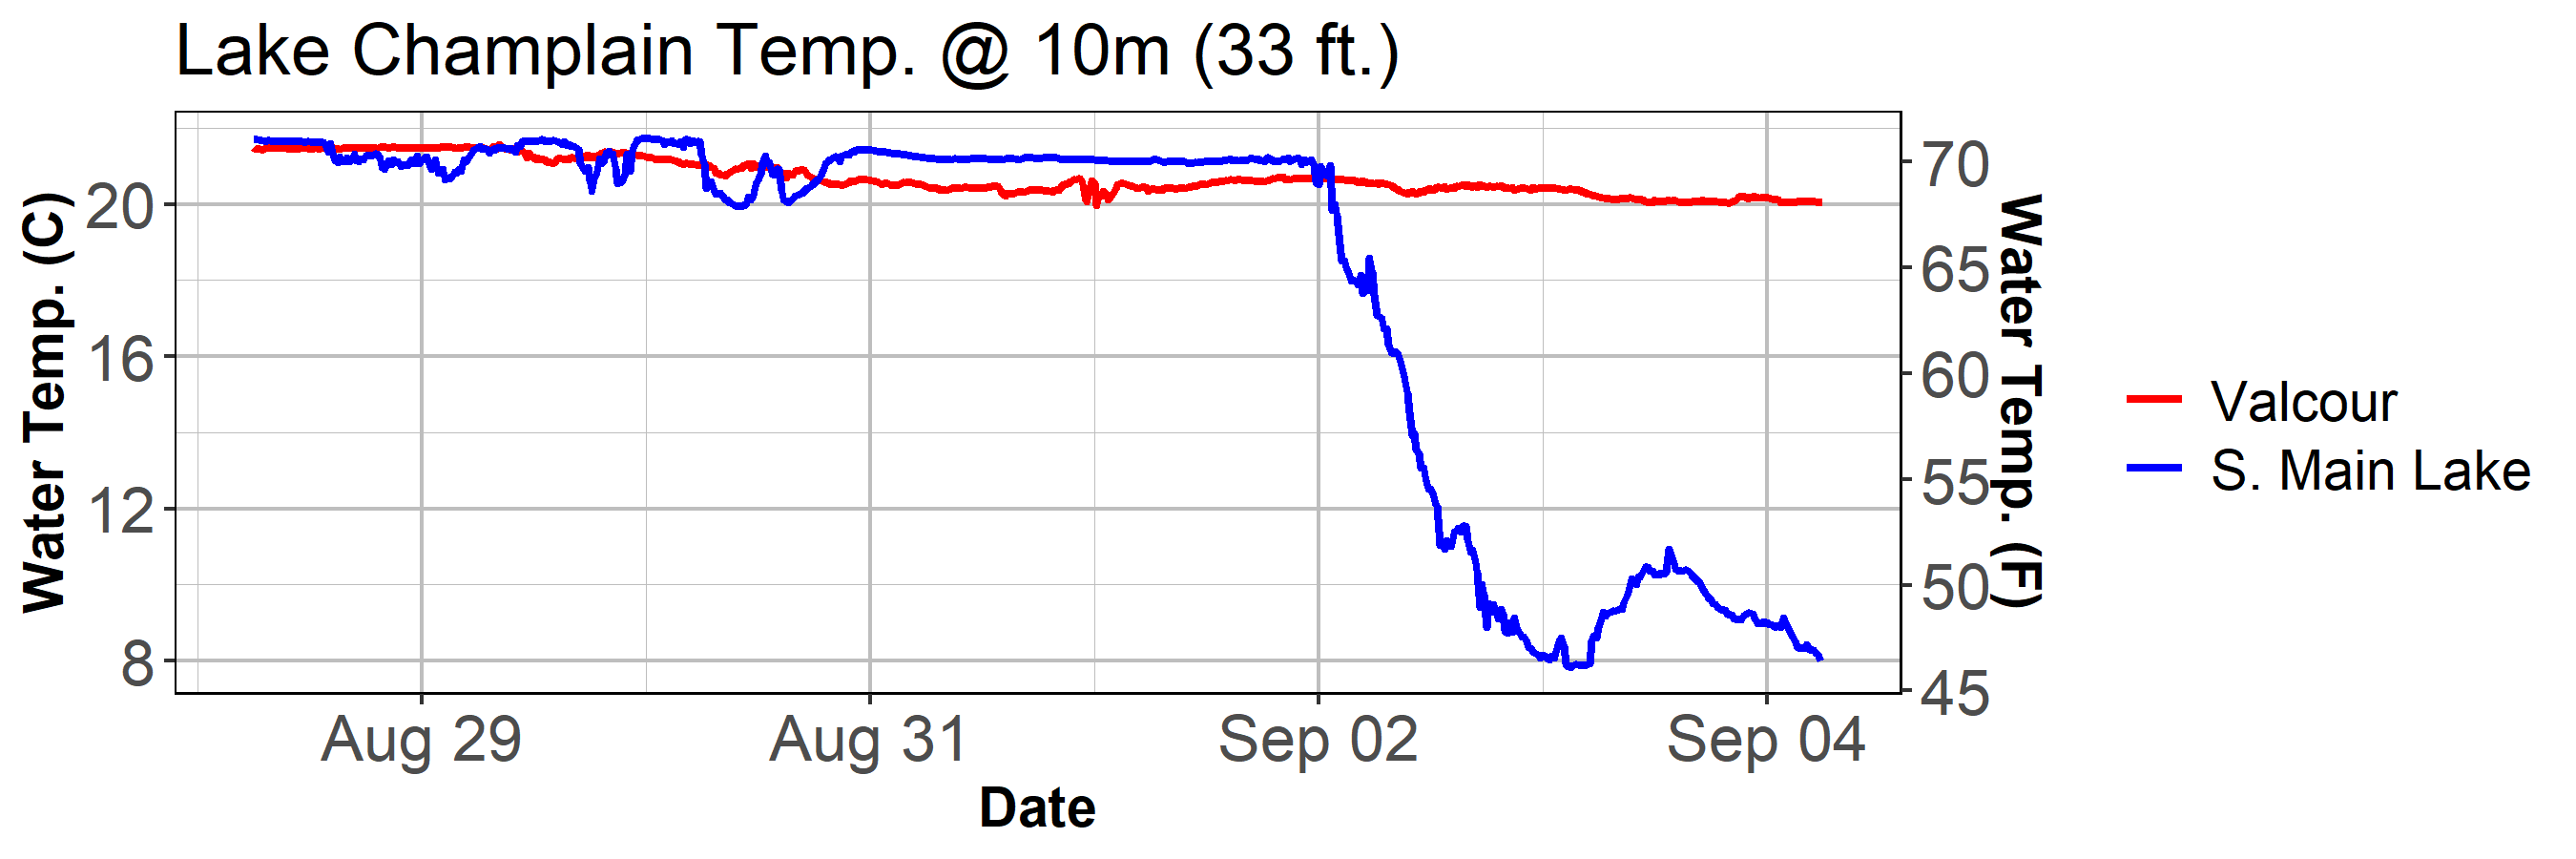 Lake Champlain Temp. @ 10m (33 ft.)
Water Temp. (C)
20
16
12
8
70
65
60
55
50
45
Water Temp. (F)
Aug 29
Aug 31
Sep 02
Sep 04
Date
Valcour
S. Main Lake